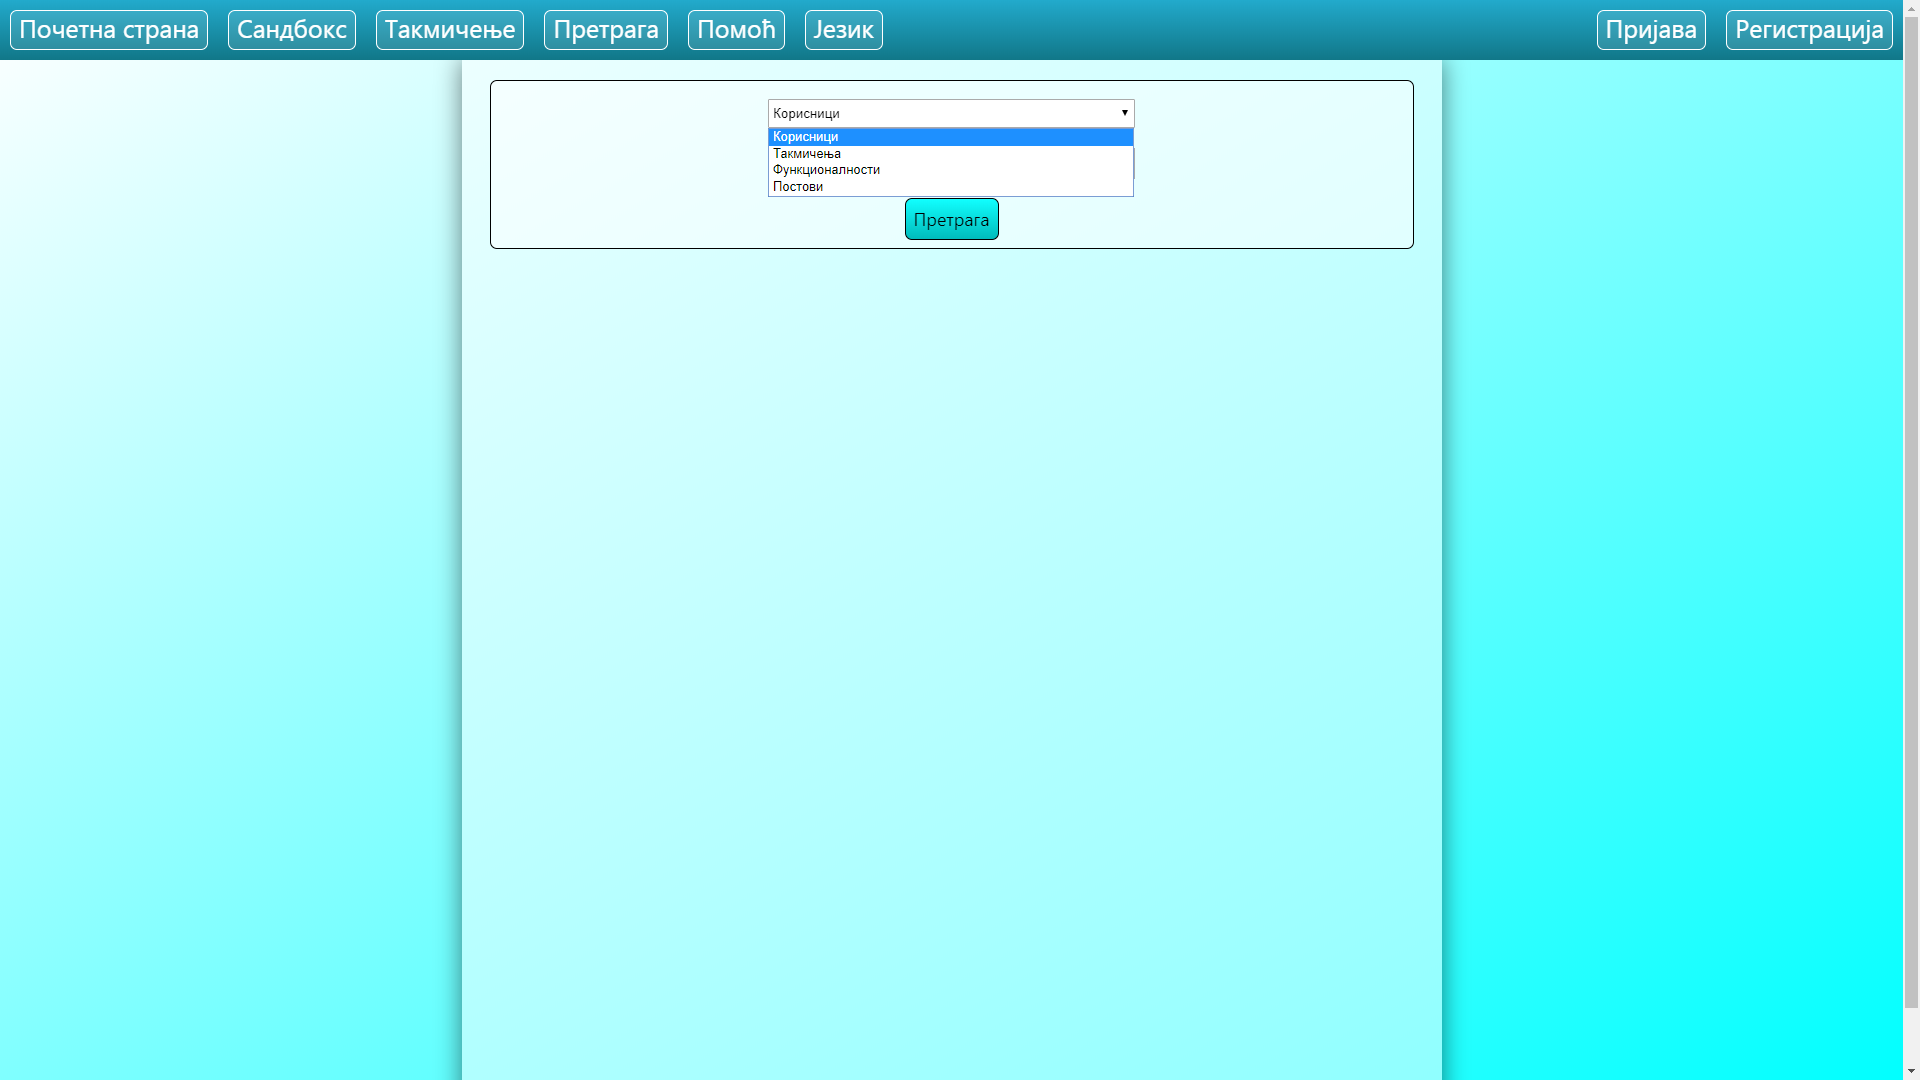 Почетна страна Сандбокс Такмичење Претрага Помоћ Језик Пријава Регистрација
Корисници
Корисници
Такмичења
Функционалности
Постови
Претрага